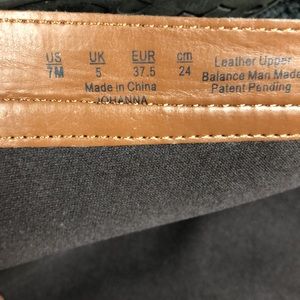 US UK EUR cm
7M 5 37.5 24
Made in China
JOHANNA
Leather Upper
Balance Man Made
Patent Pending